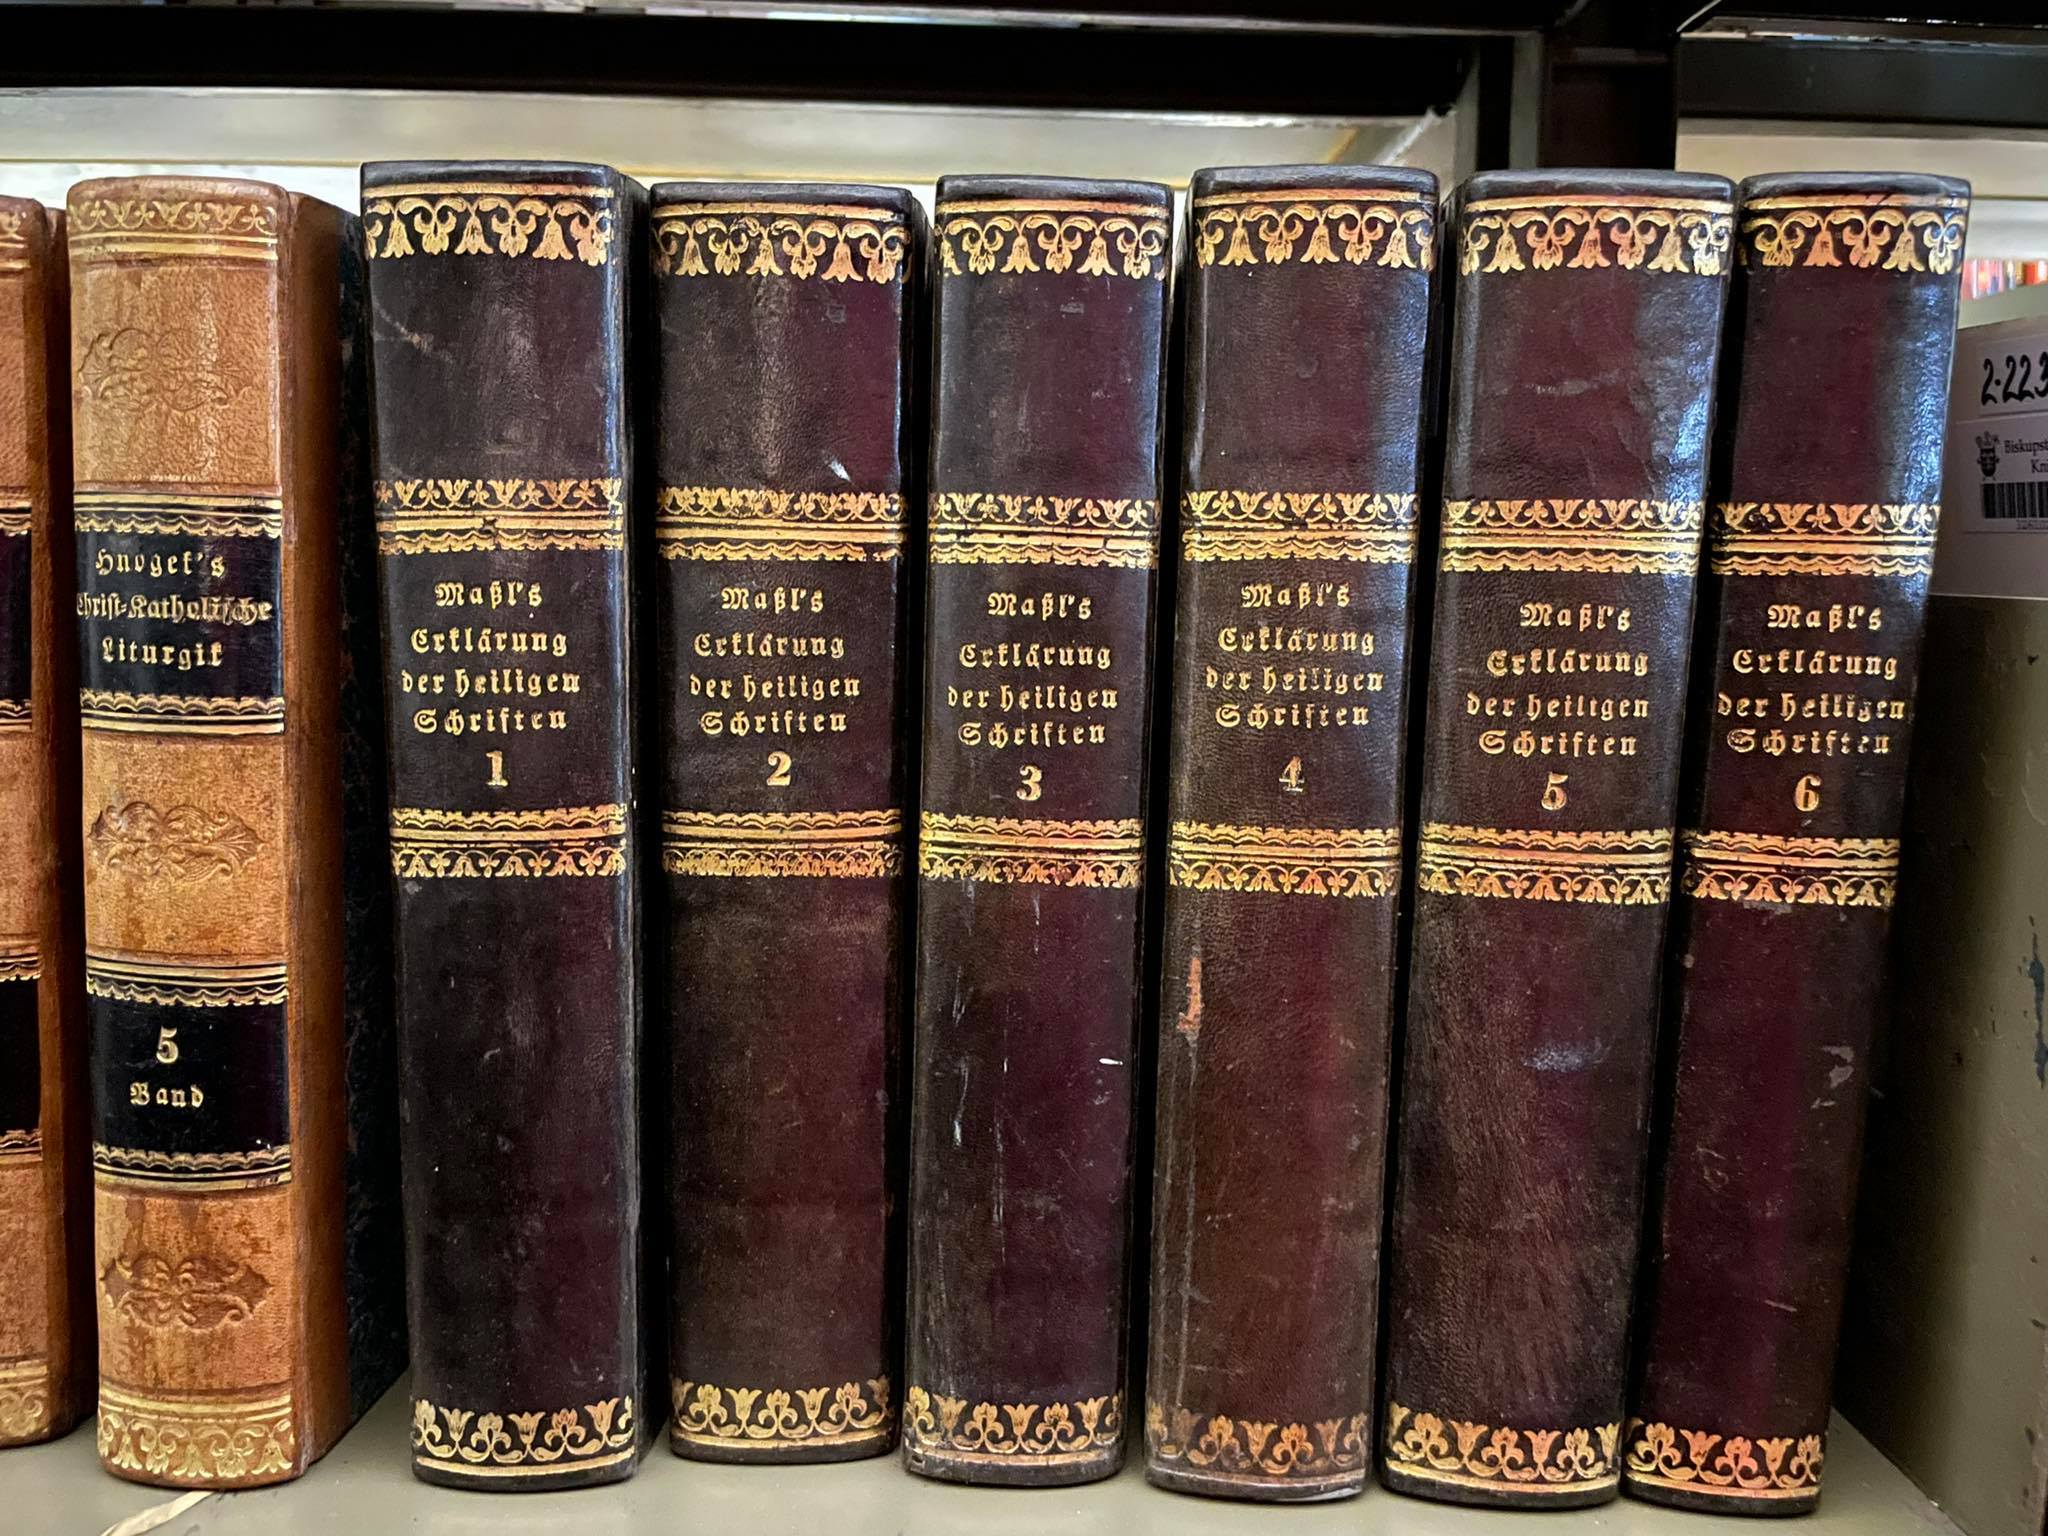 Hnogek's
Christ-Katholische
Liturgik
5
Band
Maßl's
Erklärung
der heiligen
Schriften
1
Maßl's
Erklärung
der heiligen
Schriften
2
Maßl's
Erklärung
der heiligen
Schriften
3
Maßl's
Erklärung
der heiligen
Schriften
4
Maßl's
Erklärung
der heiligen
Schriften
5
Maßl's
Erklärung
der heiligen
Schriften
6
2-223